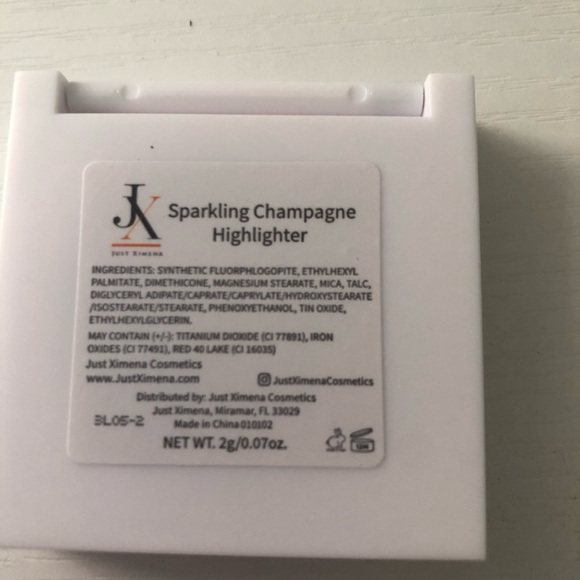 JX
JUST XIMENA
Sparkling Champagne
Highlighter
INGREDIENTS: SYNTHETIC FLUORPHLOGOPITE, ETHYLHEXYL
PALMITATE, DIMETHICONE, MAGNESIUM STEARATE, MICA, TALC,
DIGLYCERYL ADIPATE/CAPRATE/CAPRYLATE/HYDROXYSTEARATE
/ISOSTEARATE/STEARATE, PHENOXYETHANOL, TIN OXIDE,
ETHYLHEXYLGLYCERIN.
MAY CONTAIN (+/-): TITANIUM DIOXIDE (CI 77891), IRON
OXIDES (CI 77491), RED 40 LAKE (CI 16035)
Just Ximena Cosmetics
www.JustXimena.com JustXimenaCosmetics
Distributed by: Just Ximena Cosmetics
Just Ximena, Miramar, FL 33029
BL05-2 Made in China 010102
NET WT. 2g/0.07oz.
12M